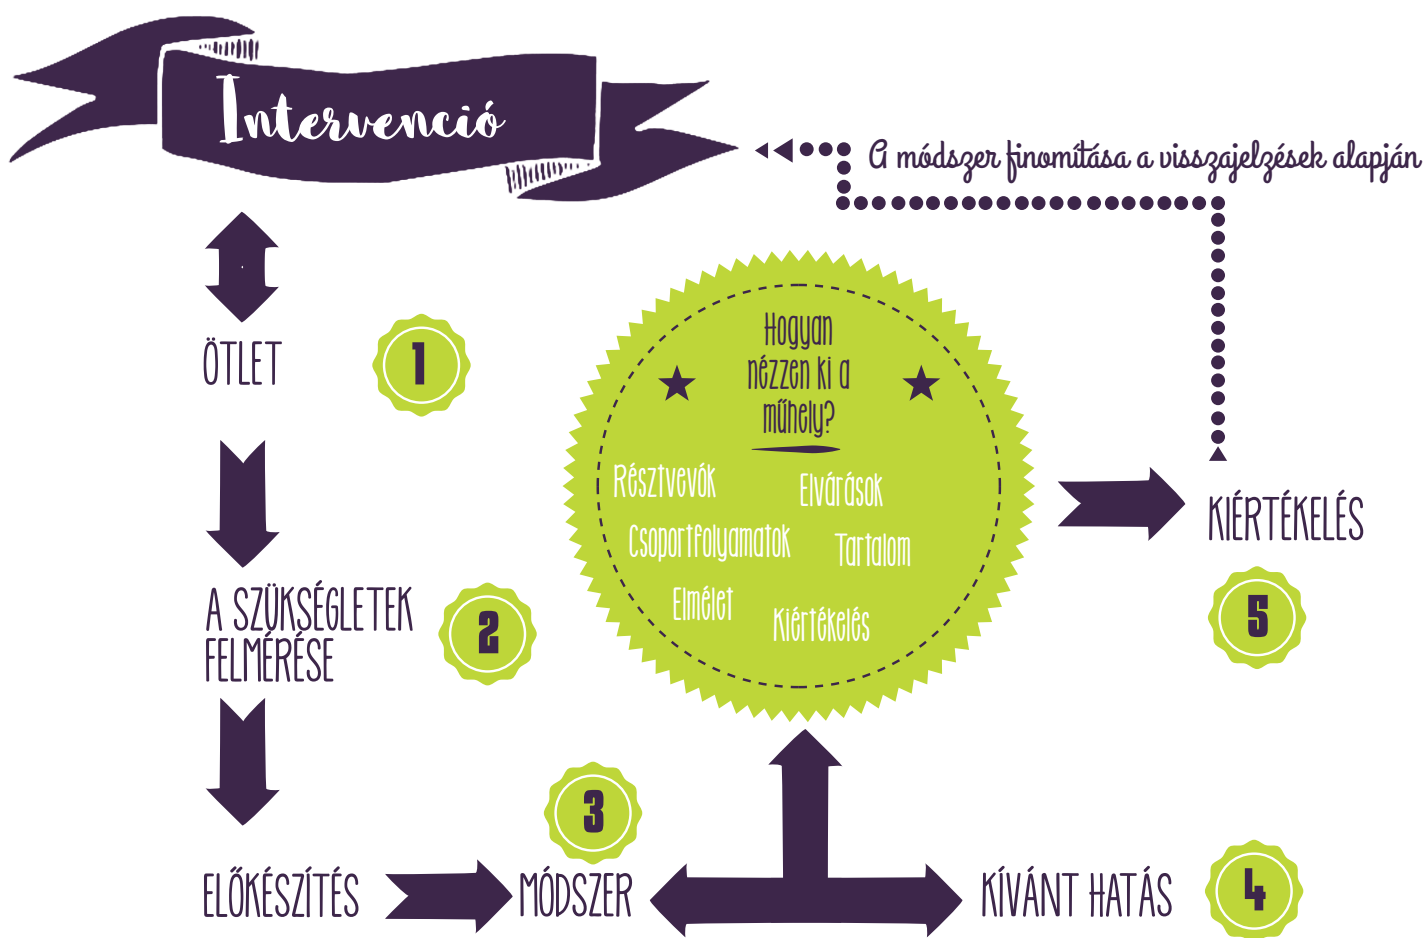 Intervenció
A módszer finomítása a visszajelzések alapján
ÖTLET
1
Hogyan
nézzen ki a
műhely?
Résztvevők
Elvárások
Csoportfolyamatok
Tartalom
Elmélet
Kiértékelés
KIÉRTÉKELÉS
5
A SZÜKSÉGLETEK
FELMÉRÉSE
2
3
ELŐKÉSZÍTÉS
MÓDSZER
KÍVÁNT HATÁS
4